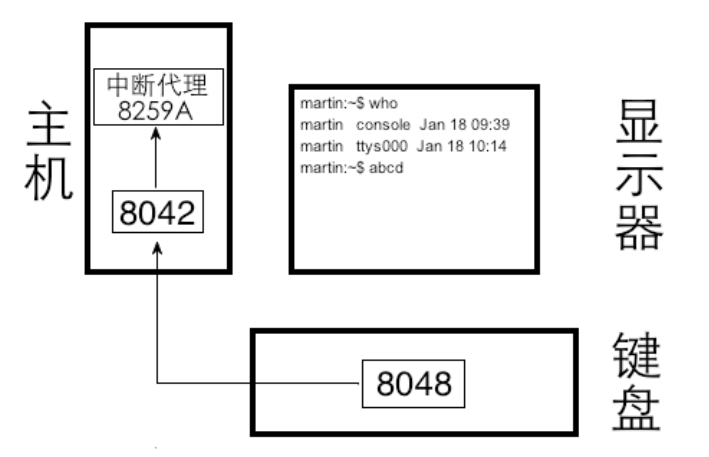 主机
中断代理
8259A
8042
martin:~$ who
martin console Jan 18 09:39
martin ttys000 Jan 18 10:14
martin:~$ abcd
显示器
8048
键盘